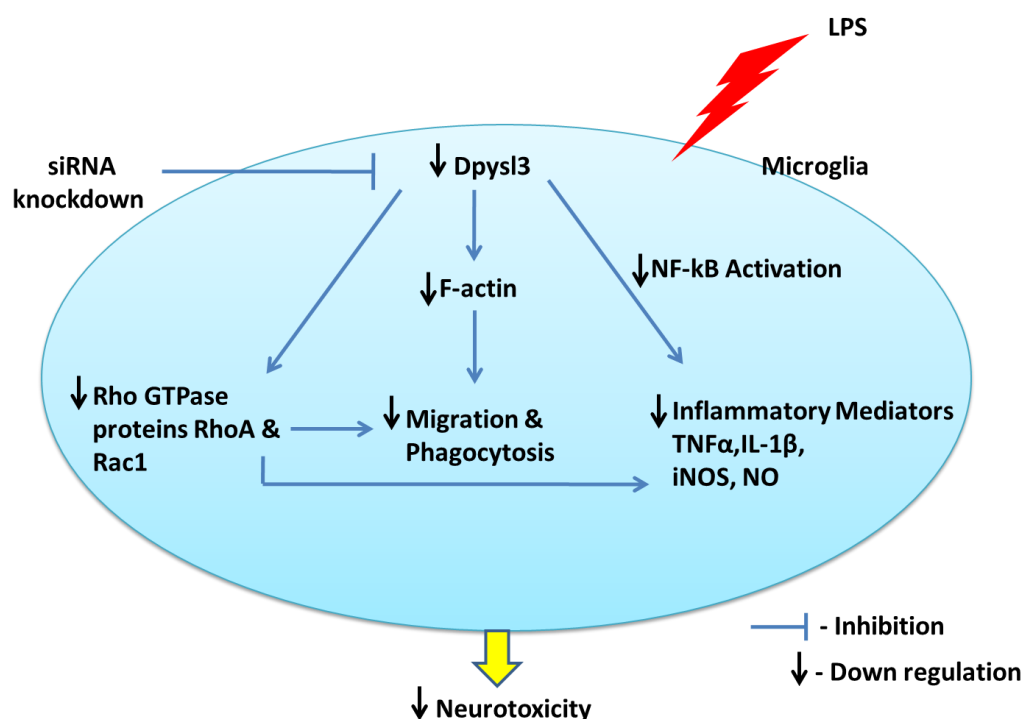 LPS
siRNA
knockdown
Dpysl3
Microglia
NF-kB Activation
F-actin
Rho GTPase
proteins RhoA &
Rac1
Migration &
Phagocytosis
Inflammatory Mediators
TNFα,IL-1β,
iNOS, NO
- Inhibition
- Down regulation
Neurotoxicity